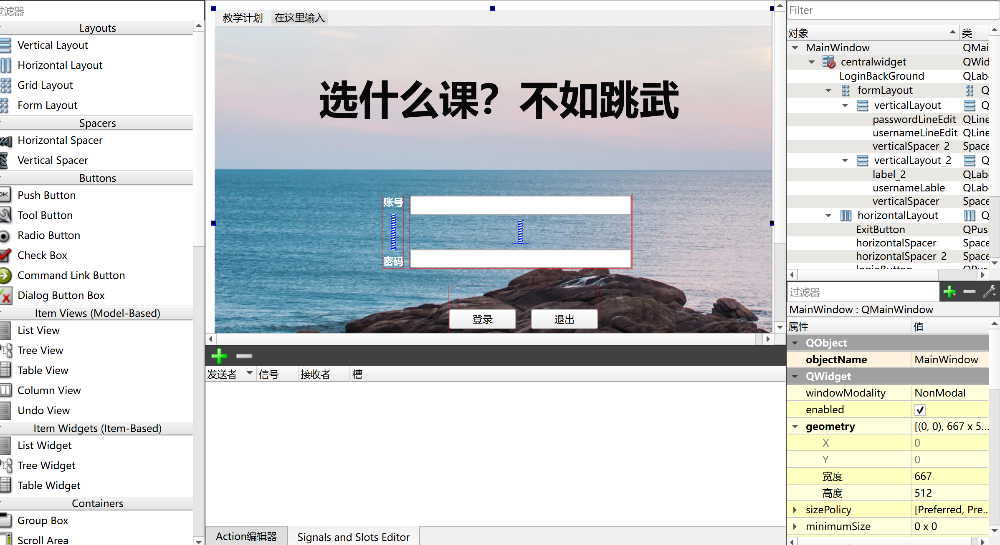 过滤器
Layouts
Vertical Layout
Horizontal Layout
Grid Layout
Form Layout
Spacers
Horizontal Spacer
Vertical Spacer
Buttons
OK
Push Button
Tool Button
Radio Button
Check Box
Command Link Button
Dialog Button Box
Item Views (Model-Based)
List View
Tree View
Table View
Column View
Undo View
Item Widgets (Item-Based)
List Widget
Tree Widget
Table Widget
Containers
Group Box
Scroll Area
教学计划 在这里输入
选什么课？不如跳武
账号
密码
登录 退出
发送者 信号 接收者 槽
Action编辑器 Signals and Slots Editor
Filter
对象 类
MainWindow QMai
centralwidget QWid
LoginBackGround QLab
formLayout Q
verticalLayout Q
passwordLineEdit QLine
usernameLineEdit QLine
verticalSpacer_2 Space
verticalLayout_2 Q
label_2 QLab
usernameLable QLab
verticalSpacer Space
horizontalLayout Q
ExitButton QPus
horizontalSpacer Space
horizontalSpacer_2 Space
loginButton QPus
过滤器
MainWindow : QMainWindow
属性 值
QObject
objectName MainWindow
QWidget
windowModality NonModal
enabled
geometry [(0, 0), 667 x 5...
X 0
Y 0
宽度 667
高度 512
sizePolicy [Preferred, Pre...
minimumSize 0 x 0